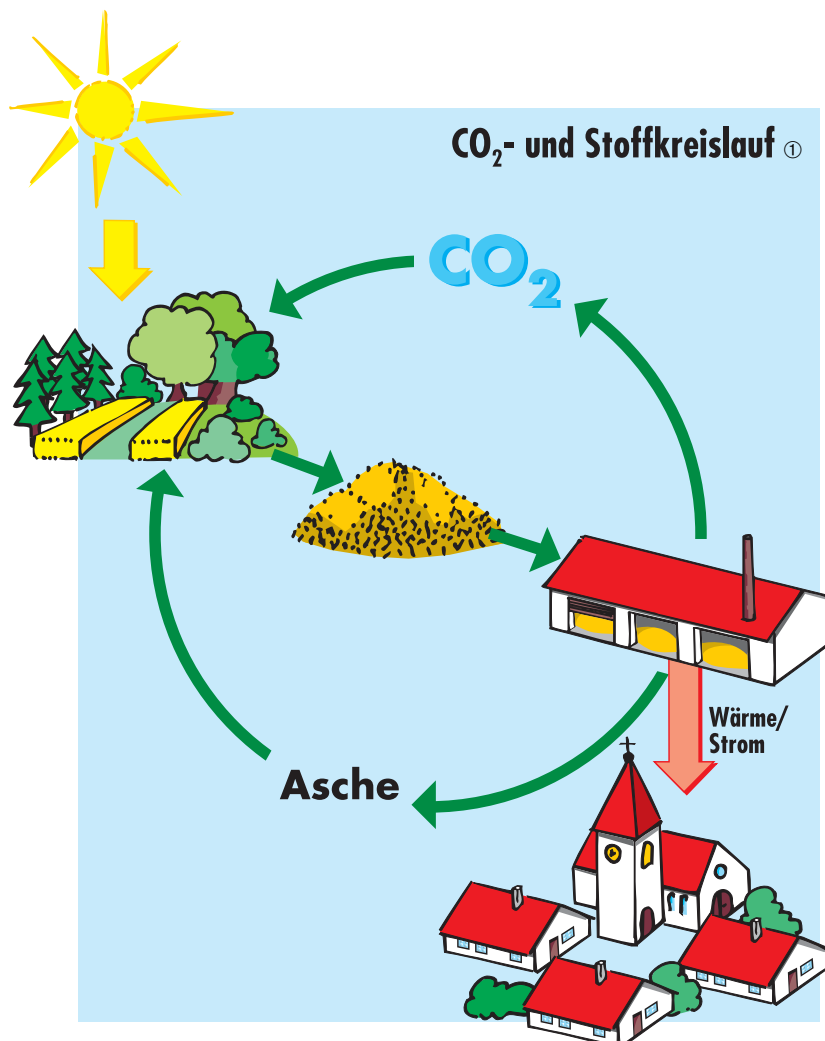 CO₂- und Stoffkreislauf ①
CO₂
Wärme/
Strom
Asche